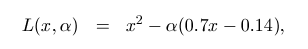 L(x, α) = x² − α(0.7x − 0.14),